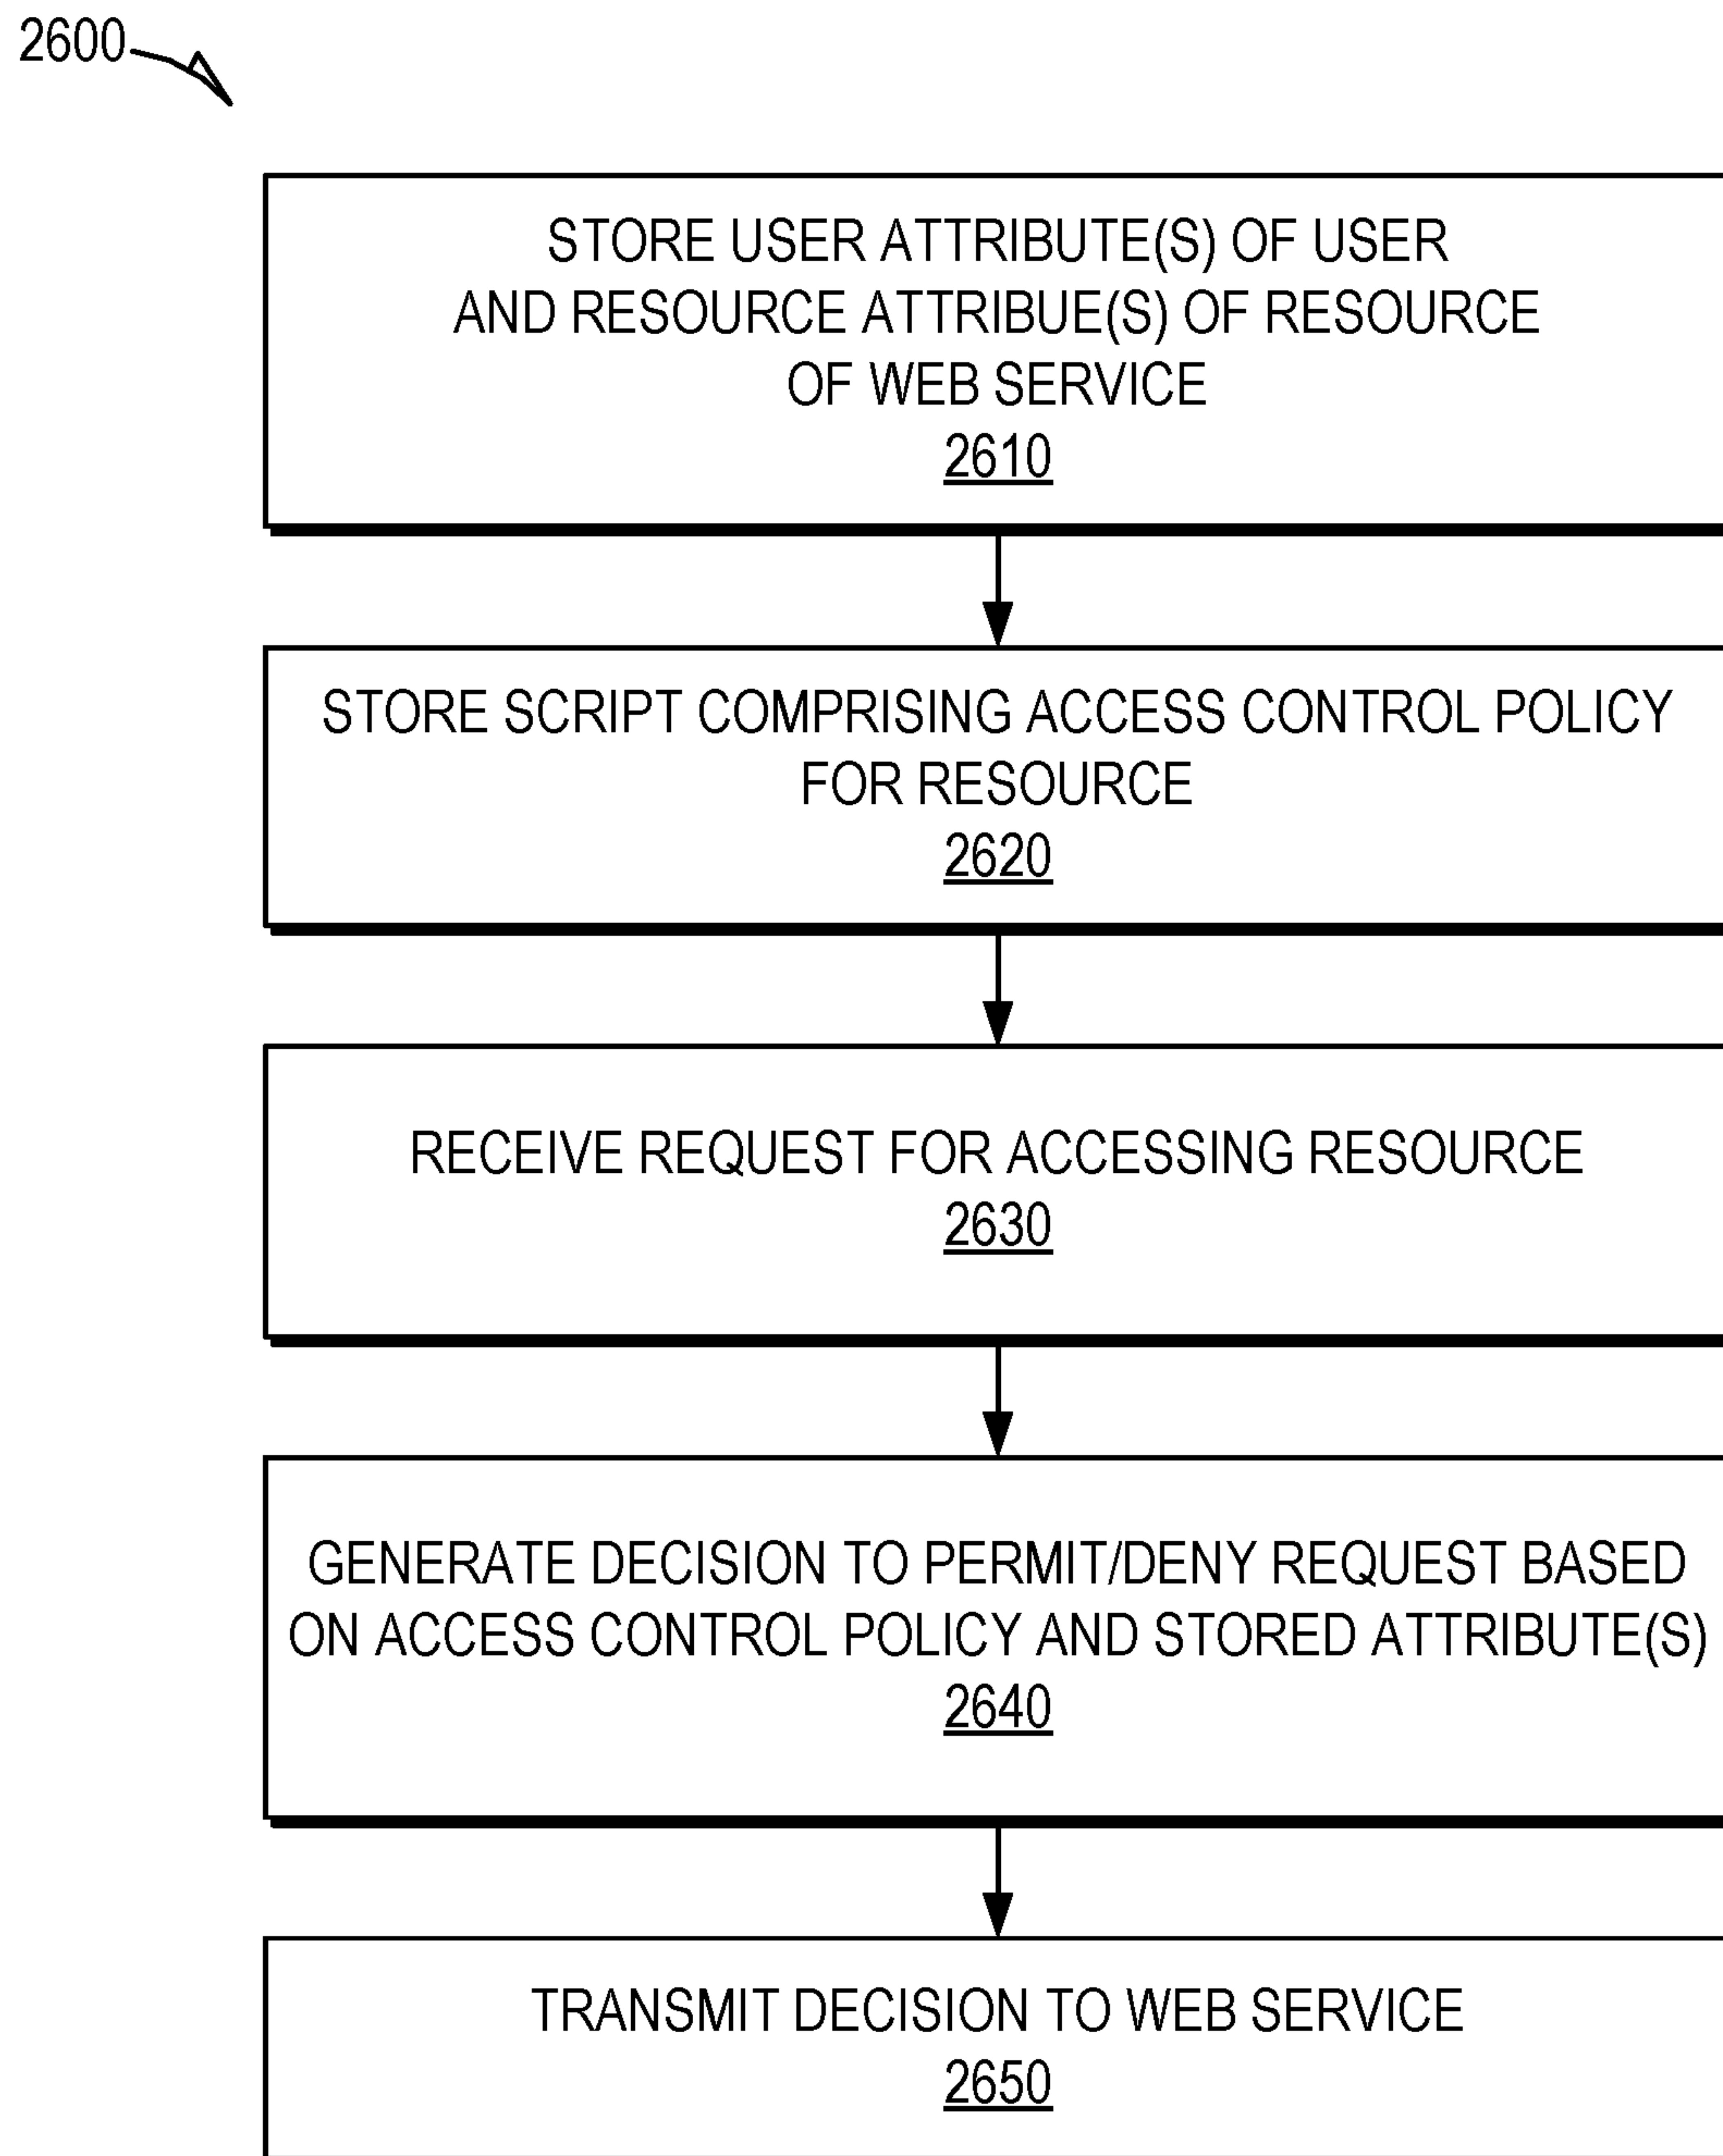 2600
STORE USER ATTRIBUTE(S) OF USER
AND RESOURCE ATTRIBUE(S) OF RESOURCE
OF WEB SERVICE
2610
STORE SCRIPT COMPRISING ACCESS CONTROL POLICY
FOR RESOURCE
2620
RECEIVE REQUEST FOR ACCESSING RESOURCE
2630
GENERATE DECISION TO PERMIT/DENY REQUEST BASED
ON ACCESS CONTROL POLICY AND STORED ATTRIBUTE(S)
2640
TRANSMIT DECISION TO WEB SERVICE
2650